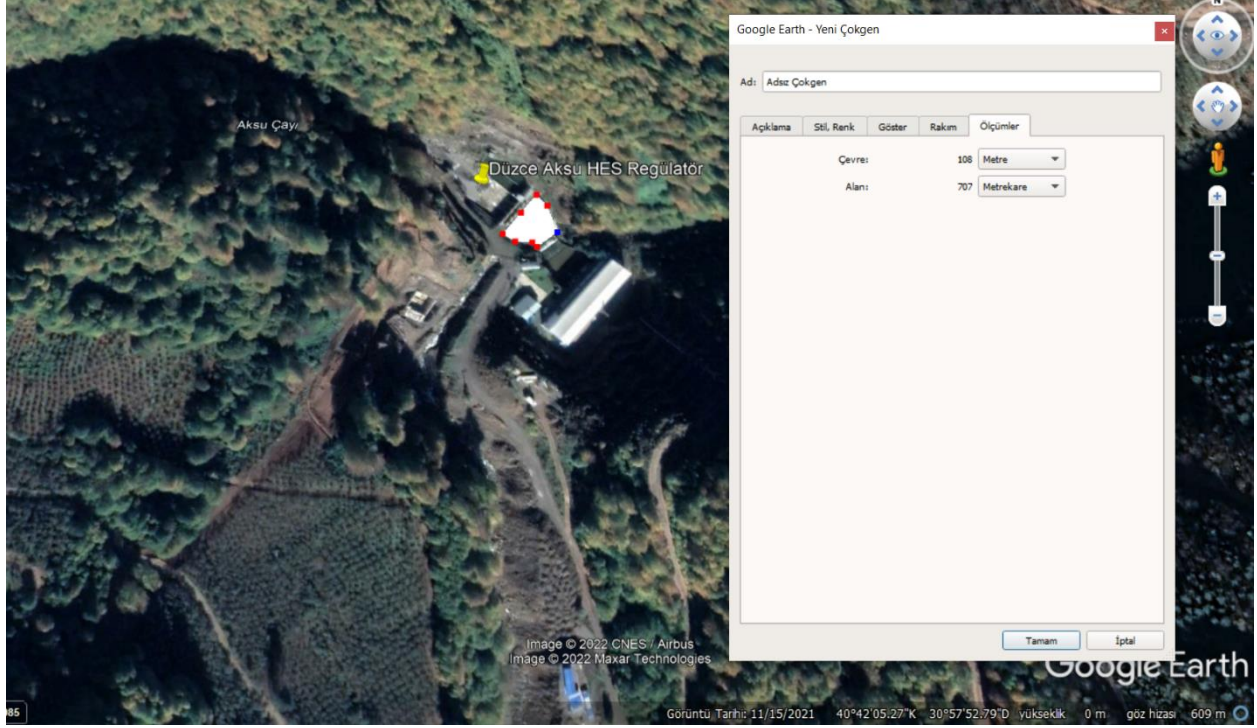 Google Earth - Yeni Çokgen
Adı: Adsız Çokgen
Açıklama Stil, Renk Göster Rakım Ölçümler
Çevre: 108 Metre
Alan: 707 Metrekare
Tamam İptal
N
Aksu Çayı
Düzce Aksu HES Regülatör
Image © 2022 CNES / Airbus
Image © 2022 Maxar Technologies
Google Earth
Görüntü Tarihi: 11/15/2021 40°42'05.27"K 30°57'52.79"D yükseklik 0 m göz hizası 609 m